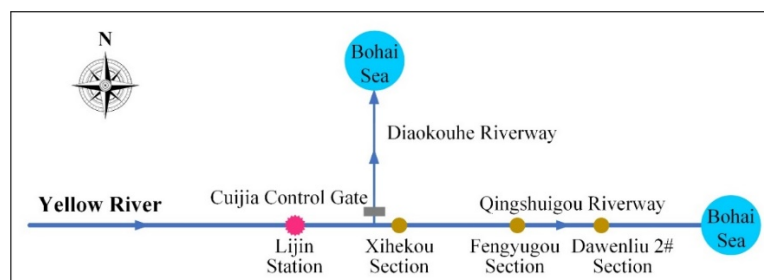 N
Bohai
Sea
Diaokouhe Riverway
Cuijia Control Gate
Yellow River
Qingshuigou Riverway
Bohai
Sea
Lijin
Station
Xihekou
Section
Fengyugou
Section
Dawenliu 2#
Section